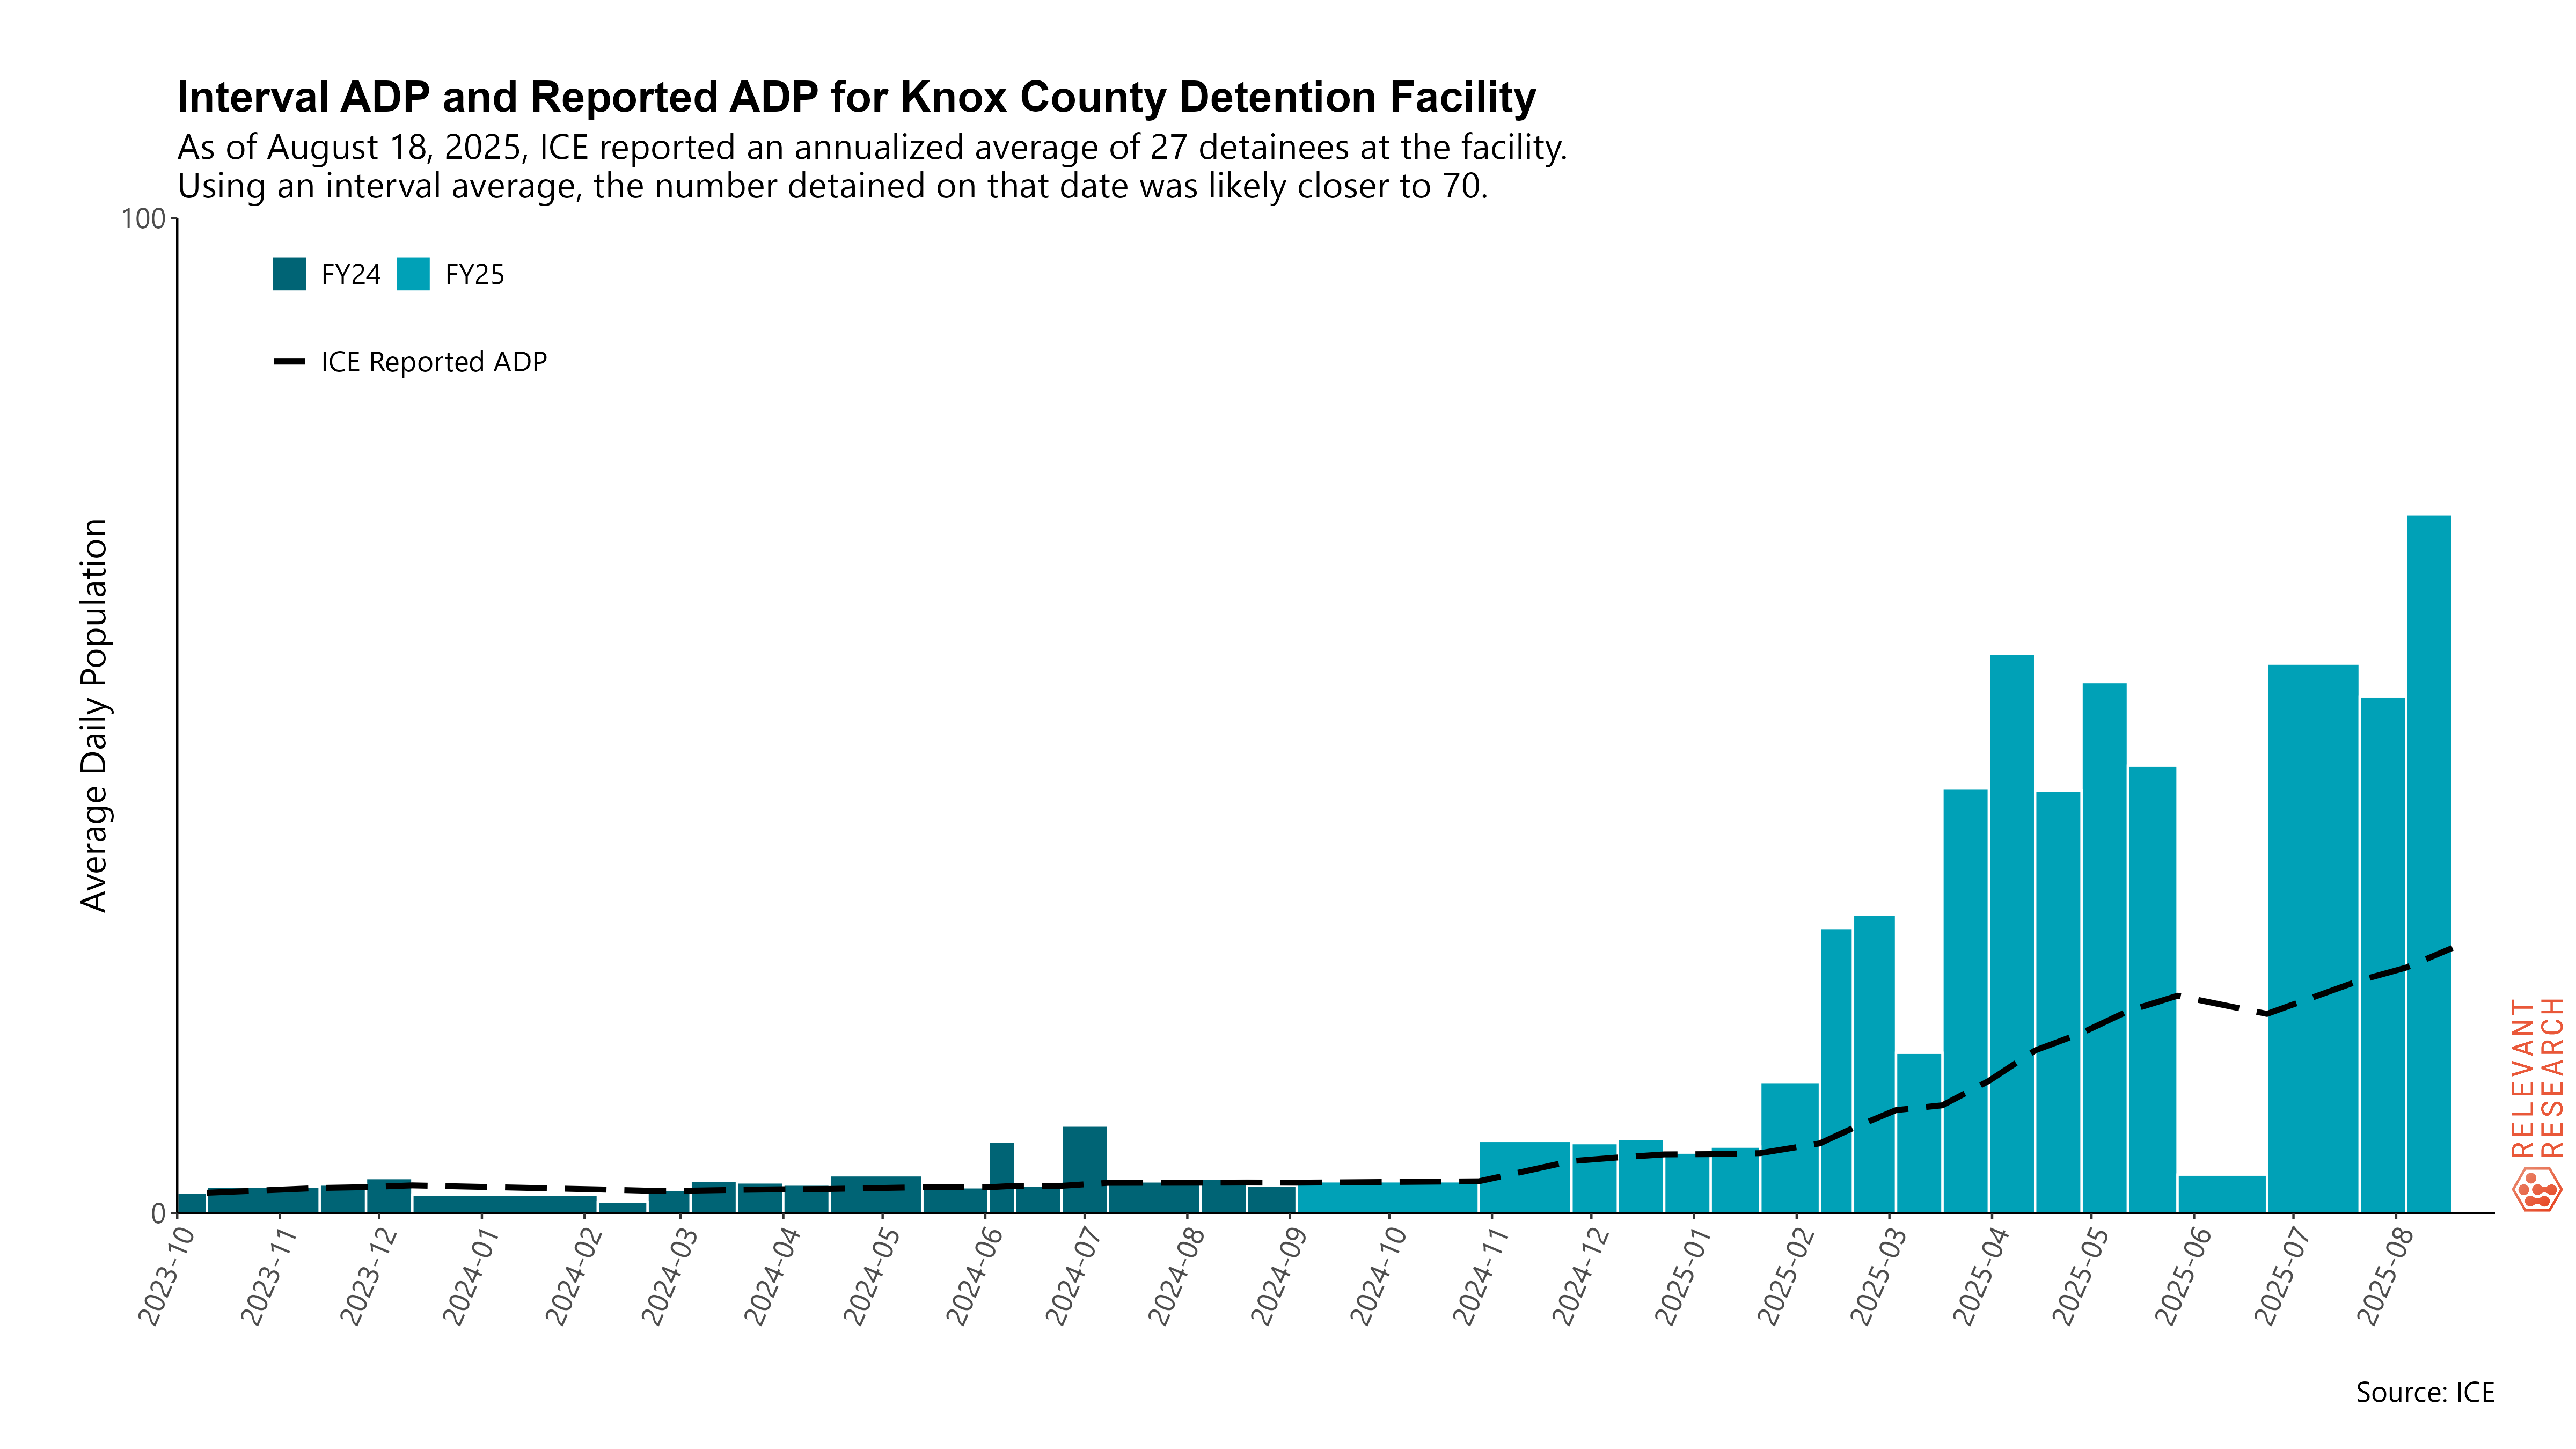 Interval ADP and Reported ADP for Knox County Detention Facility
As of August 18, 2025, ICE reported an annualized average of 27 detainees at the facility.
Using an interval average, the number detained on that date was likely closer to 70.
100
FY24 FY25
ICE Reported ADP
Average Daily Population
0
2023-10
2023-11
2023-12
2024-01
2024-02
2024-03
2024-04
2024-05
2024-06
2024-07
2024-08
2024-09
2024-10
2024-11
2024-12
2025-01
2025-02
2025-03
2025-04
2025-05
2025-06
2025-07
2025-08
RELEVANT
RESEARCH
Source: ICE